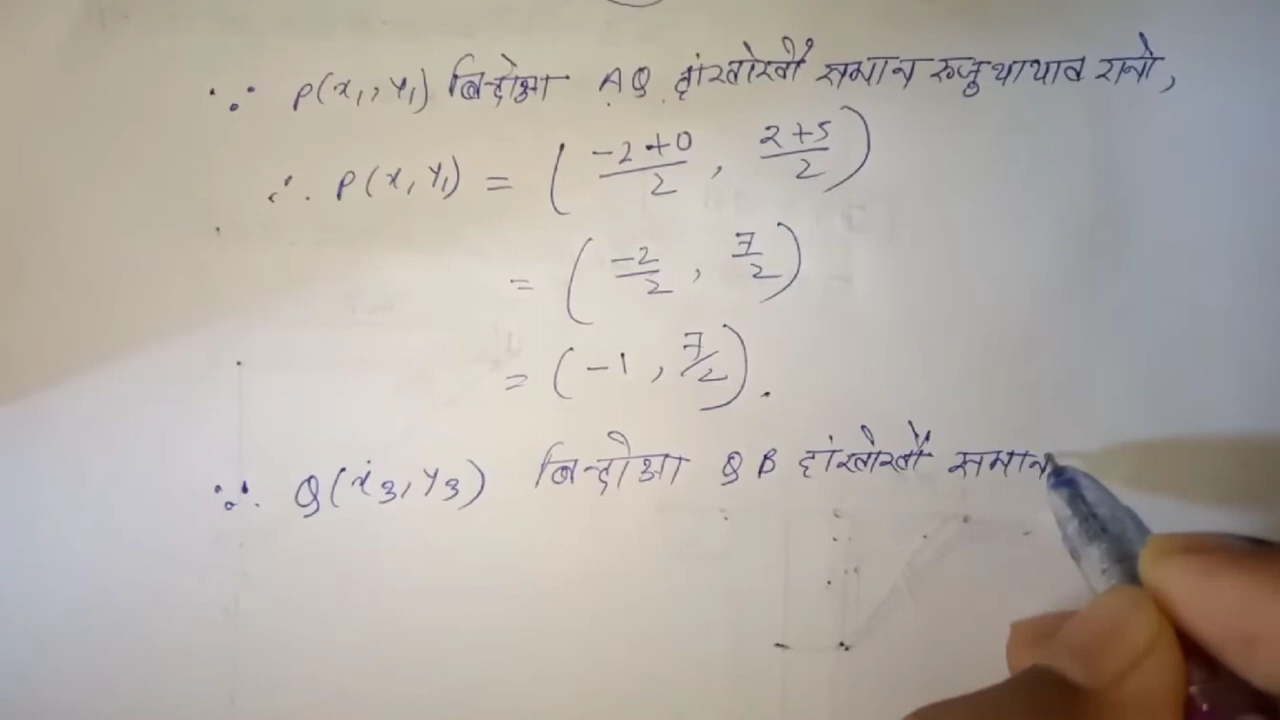 ∵ P(x₁, y₁) बिन्दोआ AQ हांखोखौ समान रुजुथायाव रानो,
∴ P(x, y₁) = (-2+0/2, 2+5/2)
= (-2/2, 7/2)
= (-1, 7/2).
∵ Q(x₃, y₃) बिन्दोआ QB हांखोखौ समान